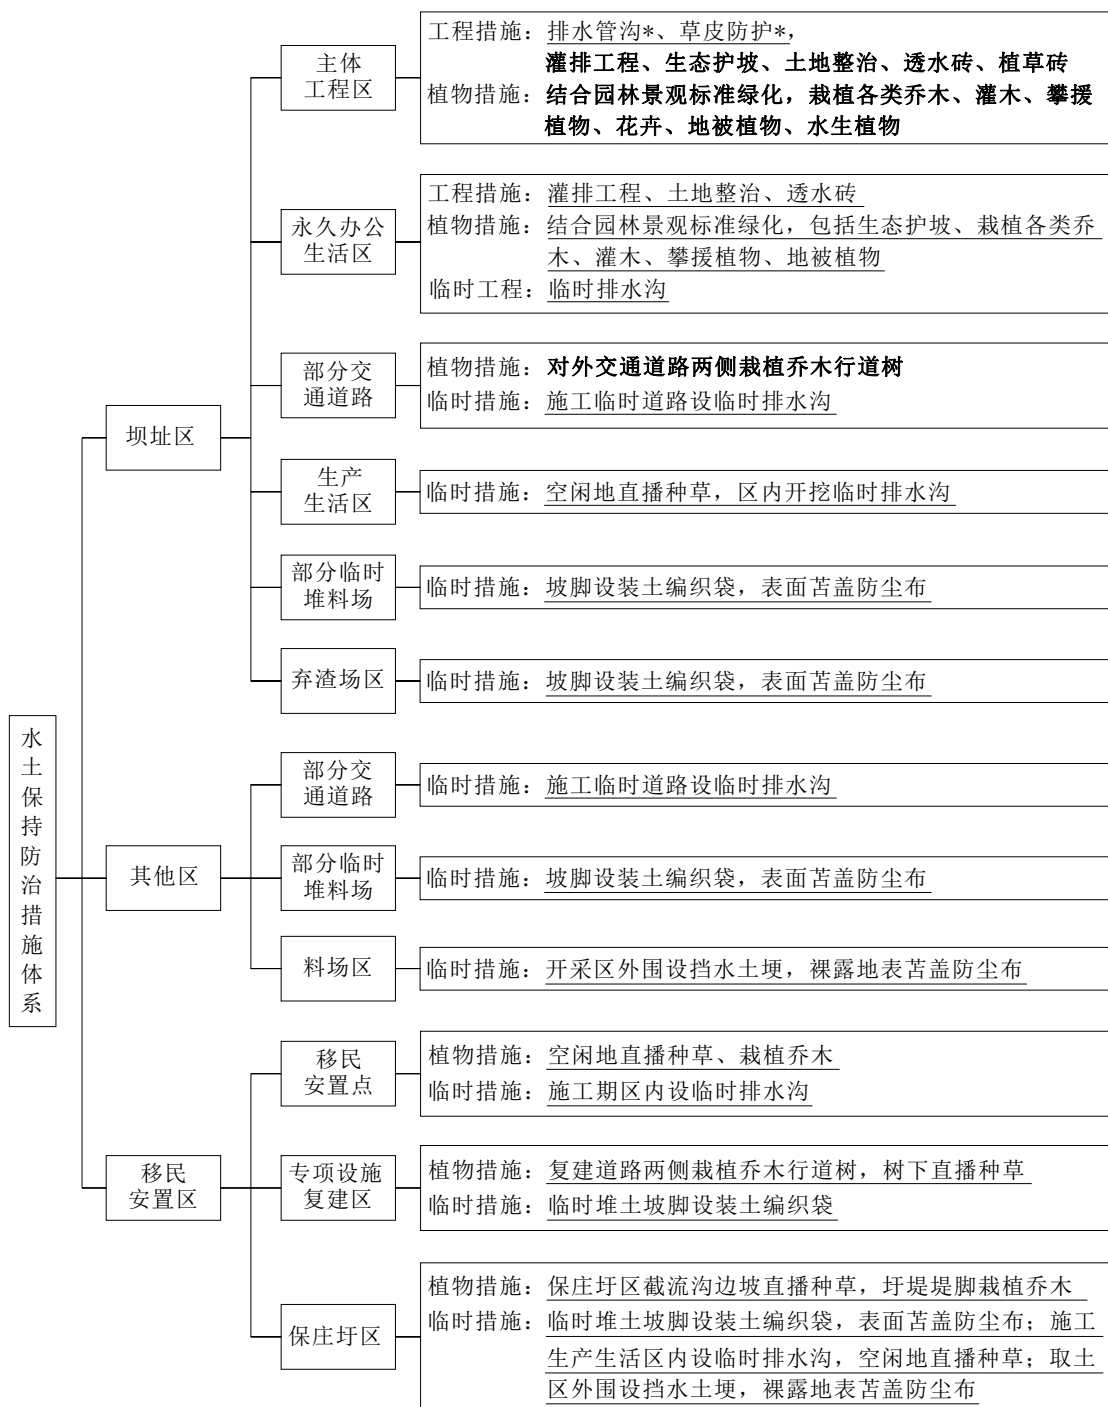 水土保持防治措施体系
坝址区
主体
工程区
工程措施：排水管沟*、草皮防护*，
灌排工程、生态护坡、土地整治、透水砖、植草砖
植物措施：结合园林景观标准绿化，栽植各类乔木、灌木、攀援
植物、花卉、地被植物、水生植物
永久办公
生活区
工程措施：灌排工程、土地整治、透水砖
植物措施：结合园林景观标准绿化，包括生态护坡、栽植各类乔
木、灌木、攀援植物、地被植物
临时工程：临时排水沟
部分交
通道路
植物措施：对外交通道路两侧栽植乔木行道树
临时措施：施工临时道路设临时排水沟
生产
生活区
临时措施：空闲地直播种草，区内开挖临时排水沟
部分临时
堆料场
临时措施：坡脚设装土编织袋，表面苫盖防尘布
弃渣场区
临时措施：坡脚设装土编织袋，表面苫盖防尘布
其他区
部分交
通道路
临时措施：施工临时道路设临时排水沟
部分临时
堆料场
临时措施：坡脚设装土编织袋，表面苫盖防尘布
料场区
临时措施：开采区外围设挡水土埂，裸露地表苫盖防尘布
移民
安置区
移民
安置点
植物措施：空闲地直播种草、栽植乔木
临时措施：施工期区内设临时排水沟
专项设施
复建区
植物措施：复建道路两侧栽植乔木行道树，树下直播种草
临时措施：临时堆土坡脚设装土编织袋
保庄圩区
植物措施：保庄圩区截流沟边坡直播种草，圩堤堤脚栽植乔木
临时措施：临时堆土坡脚设装土编织袋，表面苫盖防尘布；施工
生产生活区内设临时排水沟，空闲地直播种草；取土
区外围设挡水土埂，裸露地表苫盖防尘布